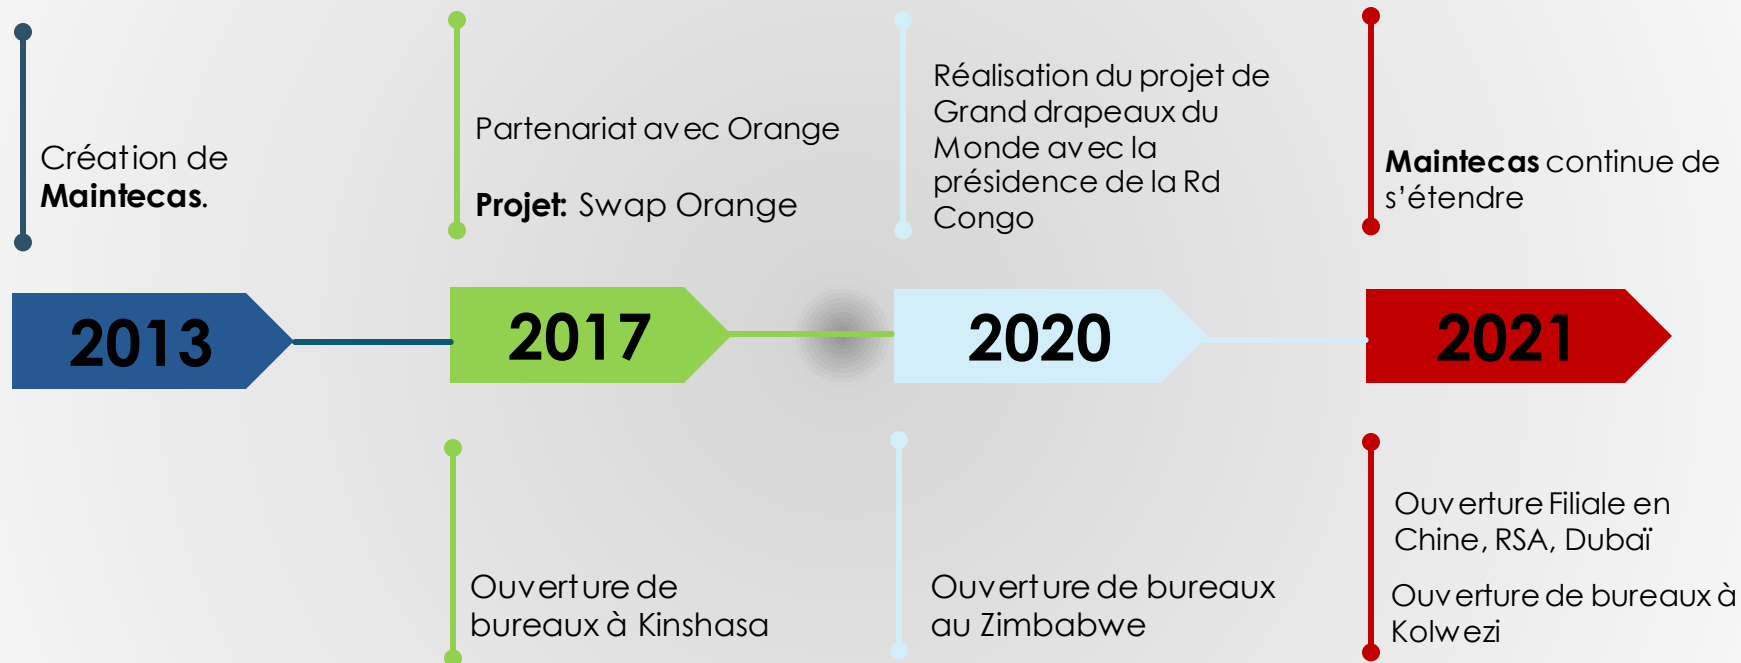 Création de
Maintecas.
Partenariat avec Orange
Projet: Swap Orange
Réalisation du projet de
Grand drapeaux du
Monde avec la
présidence de la Rd
Congo
Maintecas continue de
s’étendre
2013
2017
2020
2021
Ouverture de
bureaux à Kinshasa
Ouverture de bureaux
au Zimbabwe
Ouverture Filiale en
Chine, RSA, Dubaï
Ouverture de bureaux à
Kolwezi